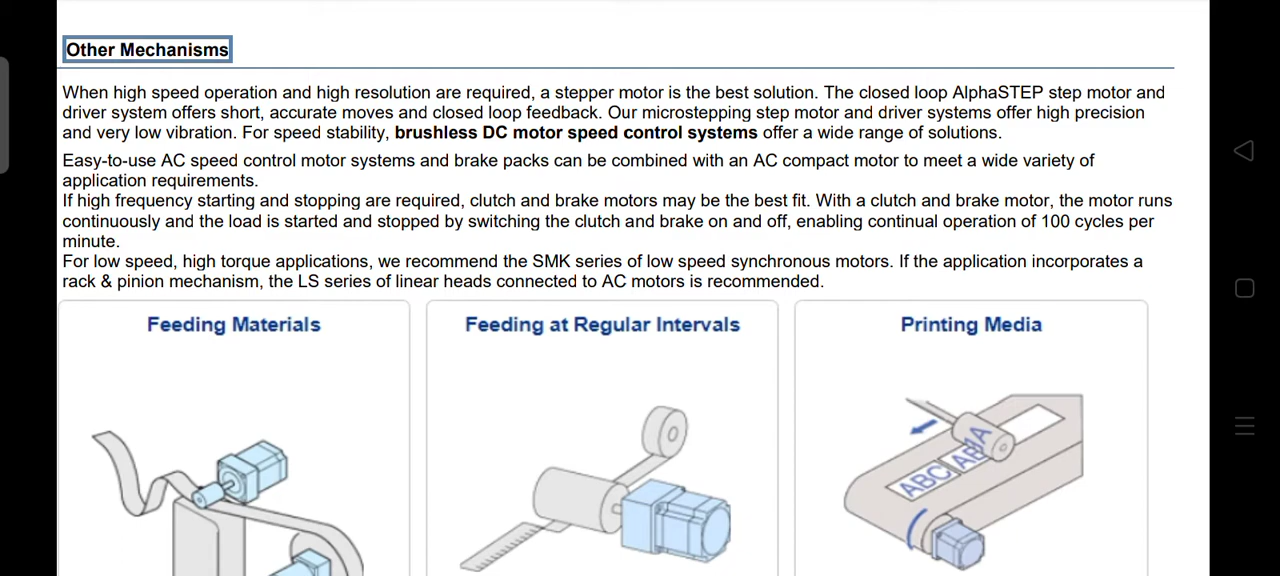 Other Mechanisms
When high speed operation and high resolution are required, a stepper motor is the best solution. The closed loop AlphaSTEP step motor and
driver system offers short, accurate moves and closed loop feedback. Our microstepping step motor and driver systems offer high precision
and very low vibration. For speed stability, brushless DC motor speed control systems offer a wide range of solutions.
Easy-to-use AC speed control motor systems and brake packs can be combined with an AC compact motor to meet a wide variety of
application requirements.
If high frequency starting and stopping are required, clutch and brake motors may be the best fit. With a clutch and brake motor, the motor runs
continuously and the load is started and stopped by switching the clutch and brake on and off, enabling continual operation of 100 cycles per
minute.
For low speed, high torque applications, we recommend the SMK series of low speed synchronous motors. If the application incorporates a
rack & pinion mechanism, the LS series of linear heads connected to AC motors is recommended.
Feeding Materials
Feeding at Regular Intervals
Printing Media
ABC